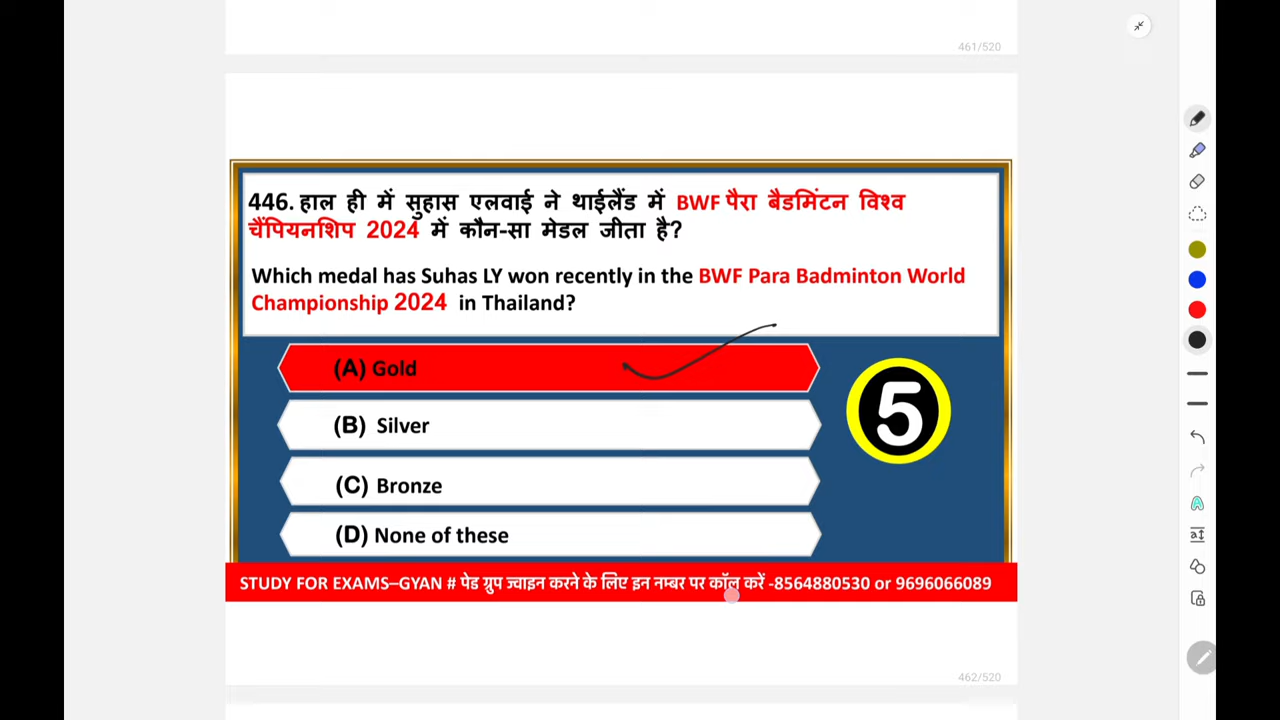 461/520
446. हाल ही में सुहास एलवाई ने थाईलैंड में BWF पैरा बैडमिंटन विश्व
चैंपियनशिप 2024 में कौन-सा मेडल जीता है?
Which medal has Suhas LY won recently in the BWF Para Badminton World
Championship 2024 in Thailand?
(A) Gold
(B) Silver
(C) Bronze
(D) None of these
5
STUDY FOR EXAMS–GYAN # पेड ग्रुप ज्वाइन करने के लिए इन नम्बर पर कॉल करें -8564880530 or 9696066089
462/520